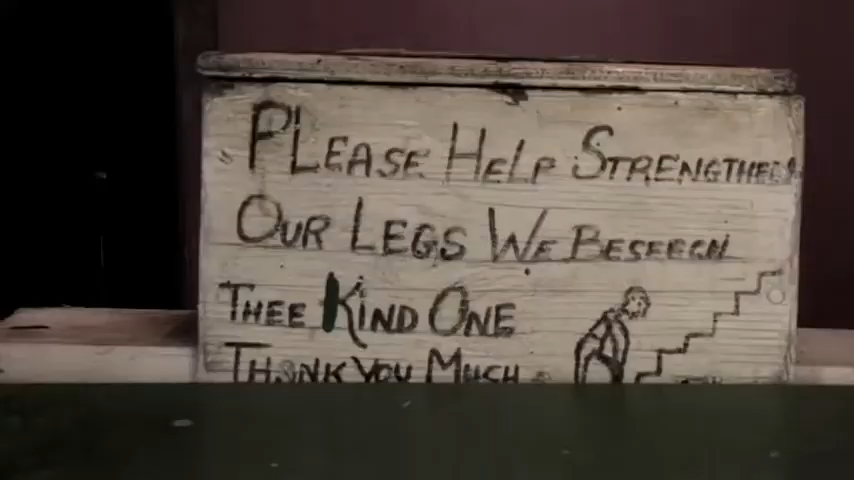 PLEASE HELP STRENGTHEN
OUR LEGS WE BESEECH
THEE KIND ONE
THANK YOU MUCH